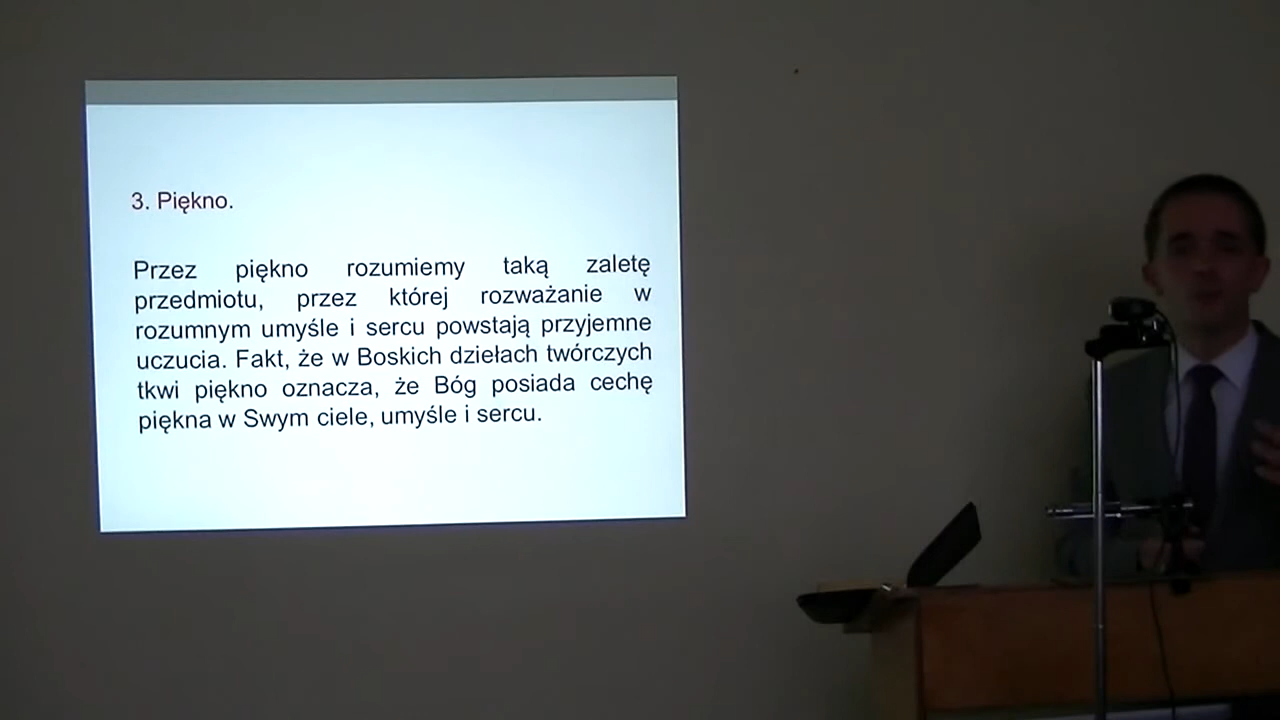 3. Piękno.
Przez piękno rozumiemy taką zaletę
przedmiotu, przez której rozważanie w
rozumnym umyśle i sercu powstają przyjemne
uczucia. Fakt, że w Boskich dziełach twórczych
tkwi piękno oznacza, że Bóg posiada cechę
piękna w Swym ciele, umyśle i sercu.